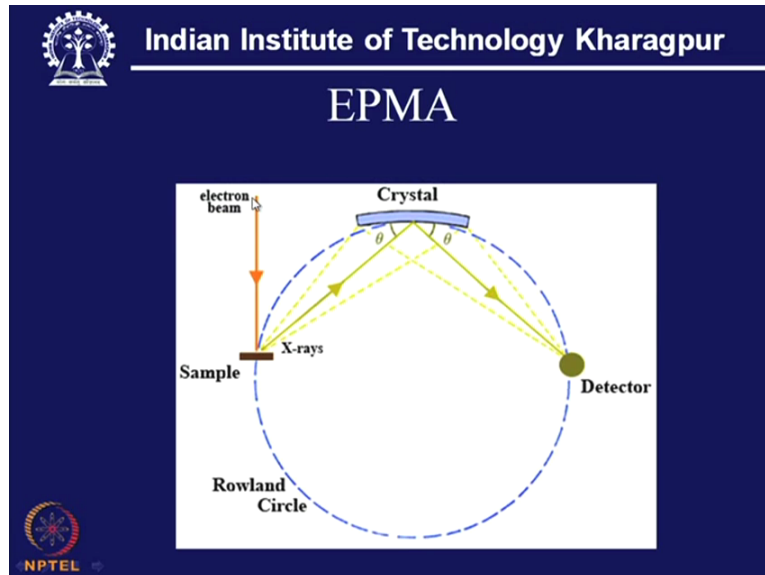 Indian Institute of Technology Kharagpur
EPMA
electron
beam
Crystal
θ
θ
X-rays
Sample
Detector
Rowland
Circle
NPTEL